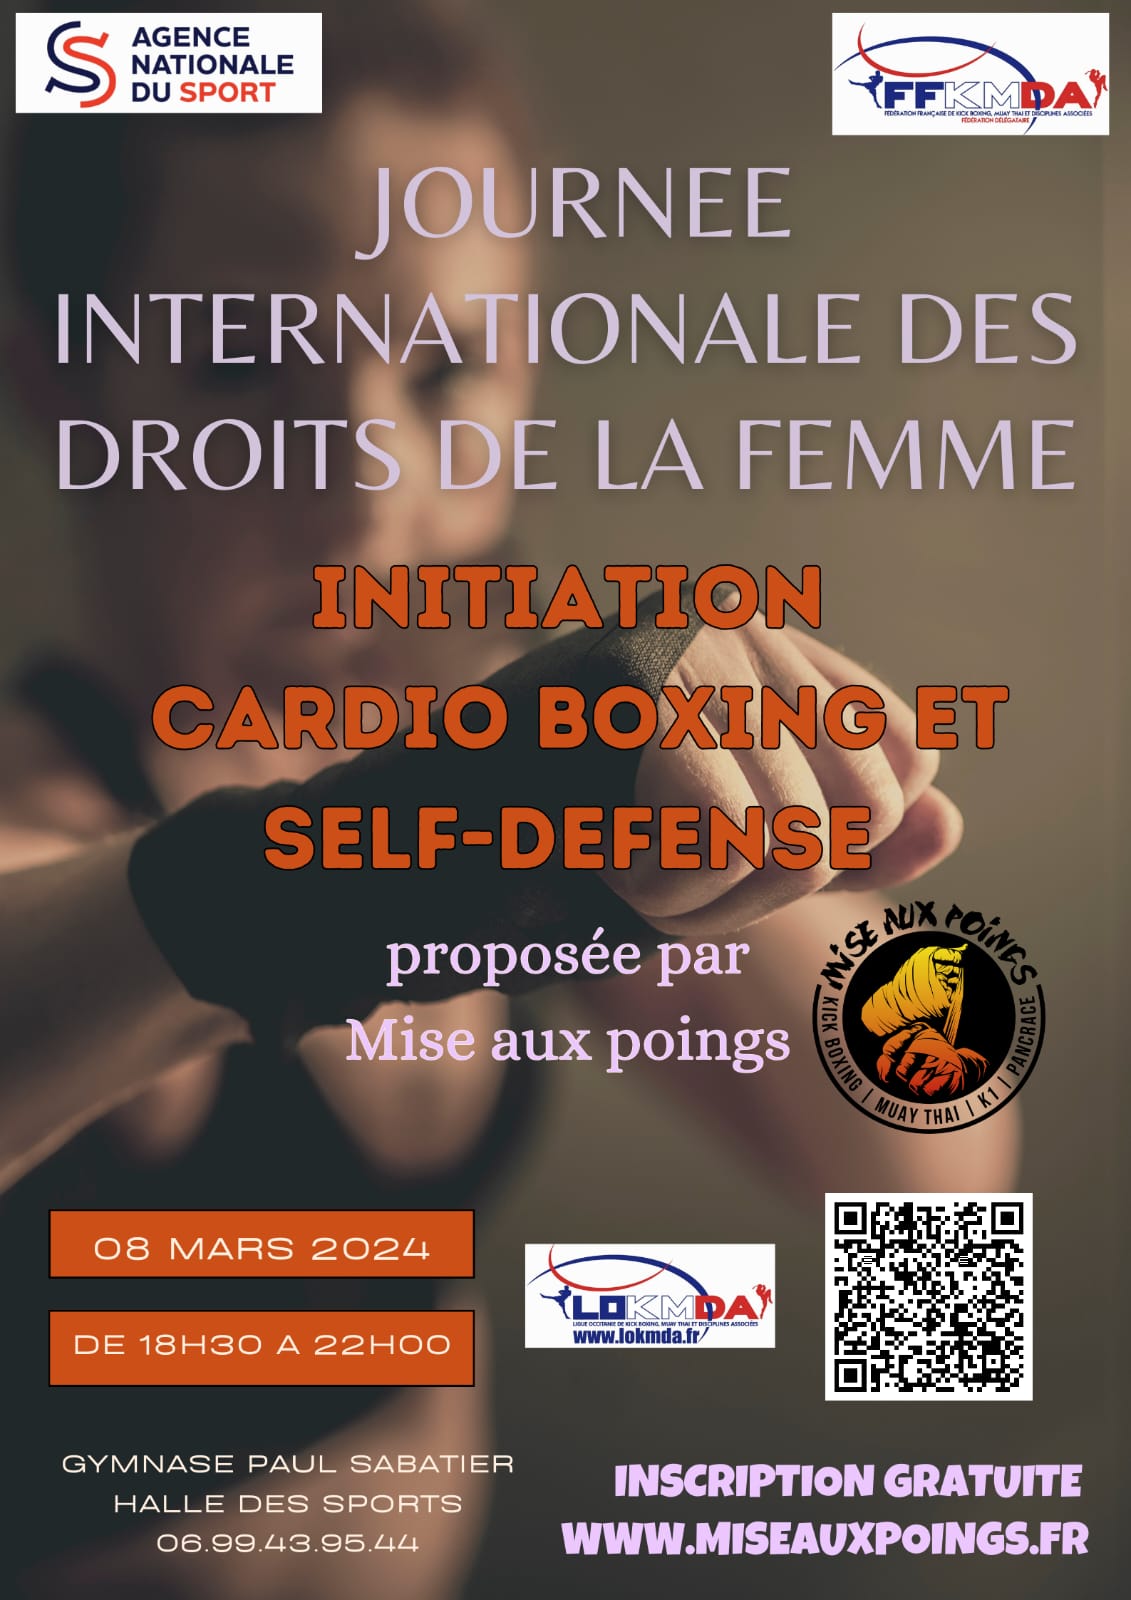 AGENCE
NATIONALE
DU SPORT
FFKMDA
FÉDÉRATION FRANÇAISE DE KICK BOXING, MUAY THAI ET DISCIPLINES ASSOCIÉES
FÉDÉRATION DÉLÉGATAIRE
JOURNEE
INTERNATIONALE DES
DROITS DE LA FEMME
INITIATION
CARDIO BOXING ET
SELF-DEFENSE
proposée par
Mise aux poings
MISE AUX POINGS
KICK BOXING | MUAY THAI | K1 | PANCRACE
08 MARS 2024
DE 18H30 A 22H00
LOKMDA
LIGUE OCCITANIE DE KICK BOXING, MUAY THAI ET DISCIPLINES ASSOCIÉES
www.lokmda.fr
GYMNASE PAUL SABATIER
HALLE DES SPORTS
06.99.43.95.44
INSCRIPTION GRATUITE
WWW.MISEAUXPOINGS.FR